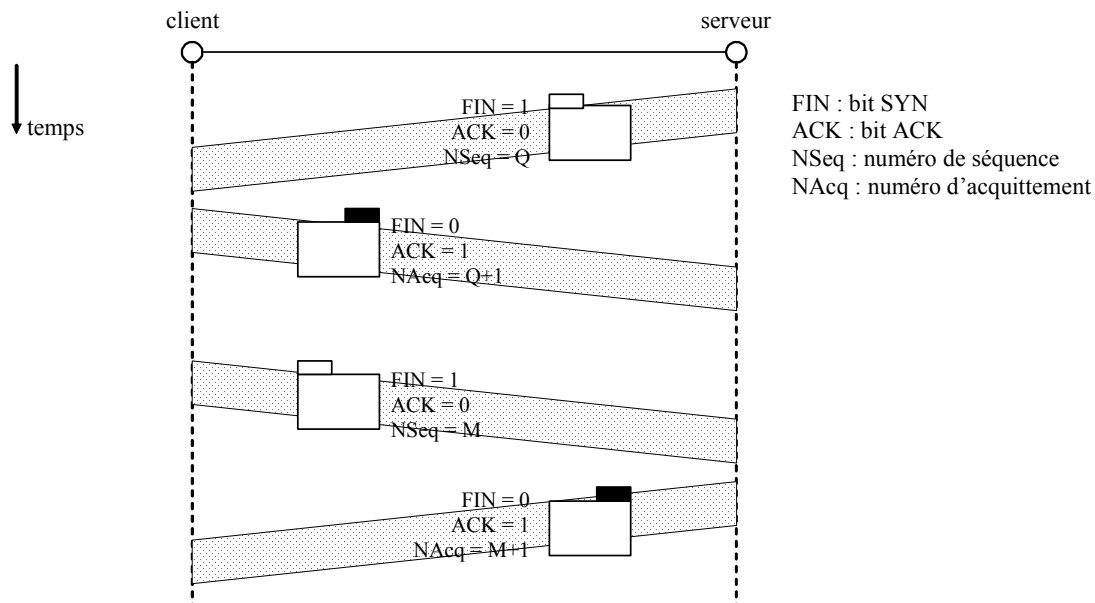 client
serveur
temps
FIN = 1
ACK = 0
NSeq = Q
FIN : bit SYN
ACK : bit ACK
NSeq : numéro de séquence
NAcq : numéro d'acquittement
FIN = 0
ACK = 1
NAcq = Q+1
FIN = 1
ACK = 0
NSeq = M
FIN = 0
ACK = 1
NAcq = M+1